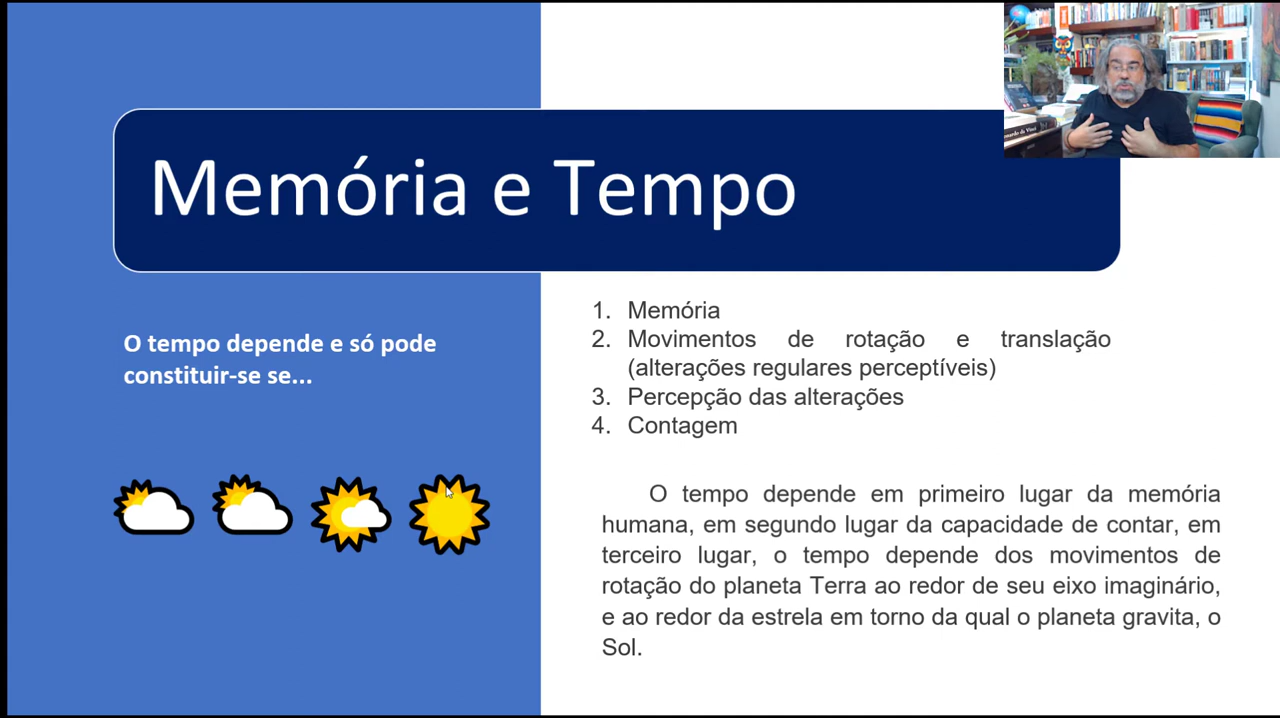 Memória e Tempo
O tempo depende e só pode
constituir-se se...
1. Memória
2. Movimentos de rotação e translação
(alterações regulares perceptíveis)
3. Percepção das alterações
4. Contagem
O tempo depende em primeiro lugar da memória
humana, em segundo lugar da capacidade de contar, em
terceiro lugar, o tempo depende dos movimentos de
rotação do planeta Terra ao redor de seu eixo imaginário,
e ao redor da estrela em torno da qual o planeta gravita, o
Sol.